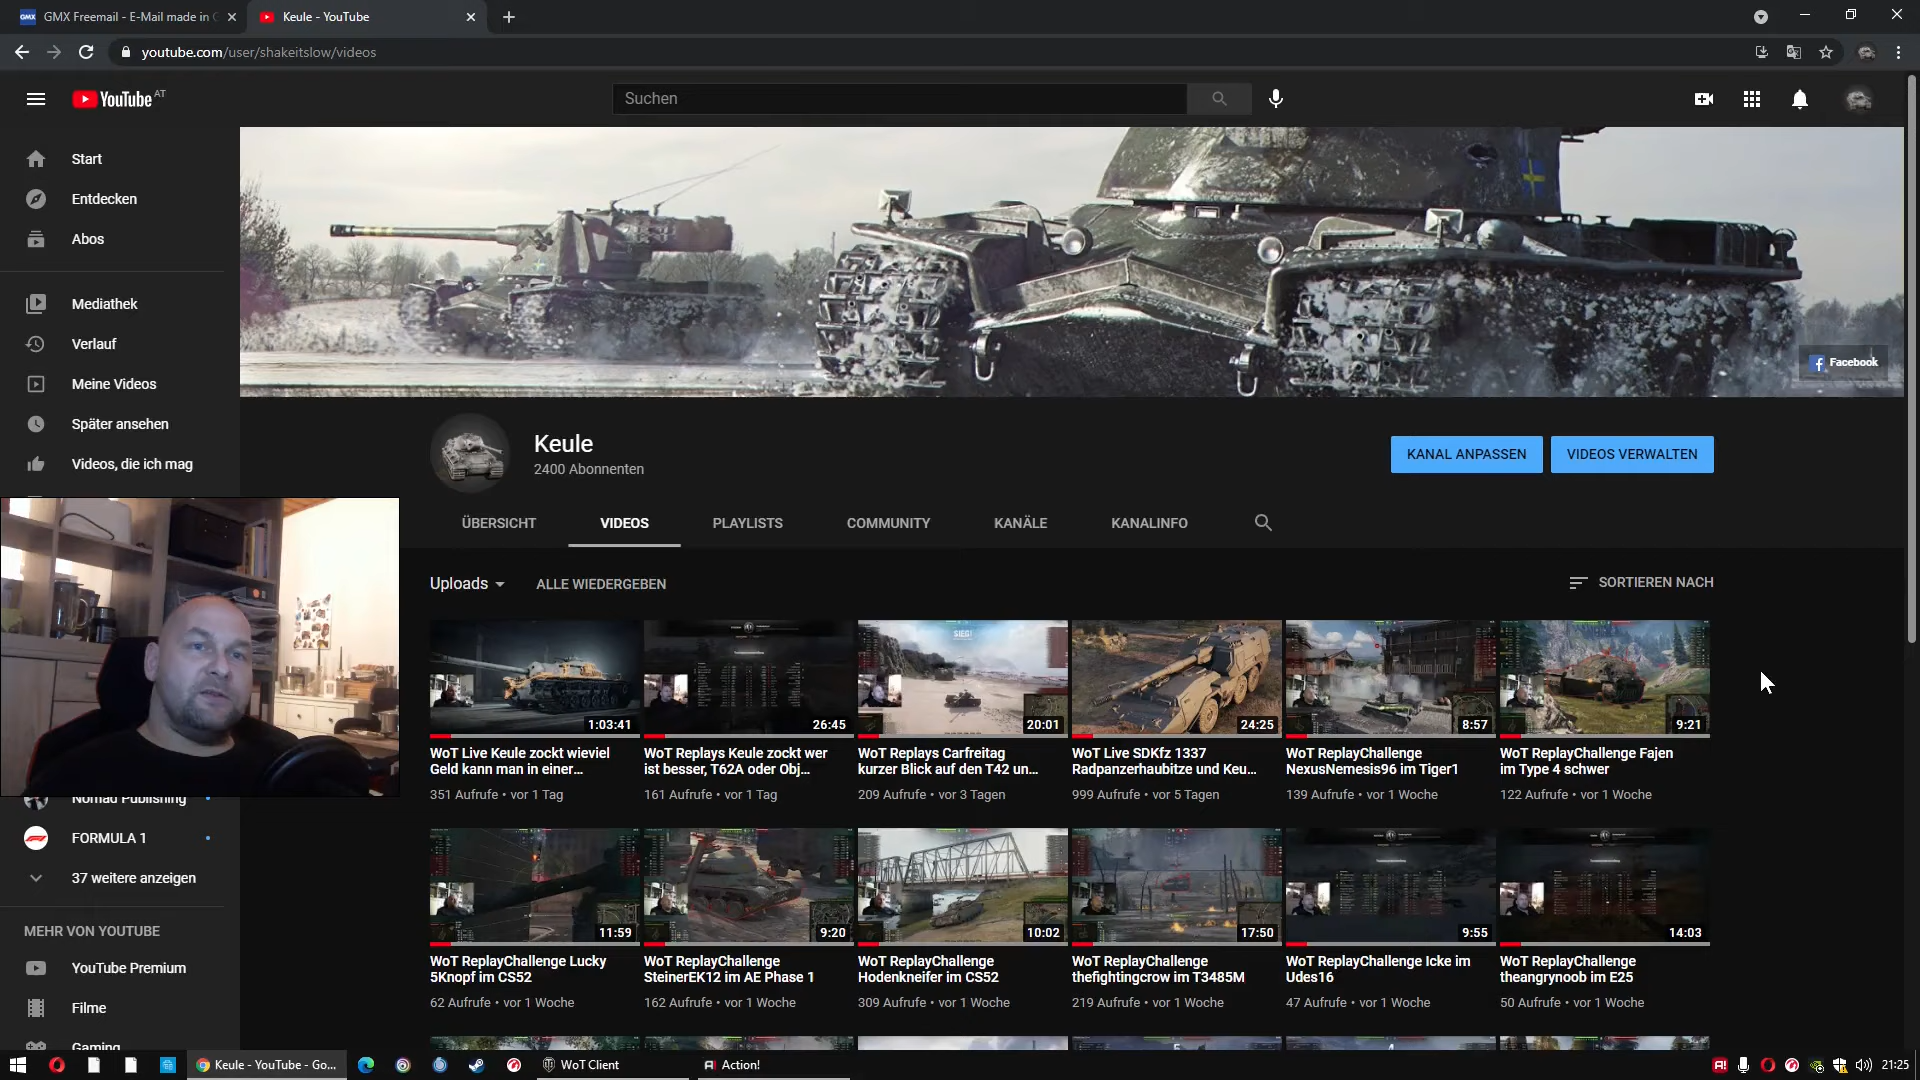 GMX GMX Freemail - E-Mail made in G
Keule - YouTube
youtube.com/user/shakeitslow/videos
YouTube AT
Suchen
Start
Entdecken
Abos
Mediathek
Verlauf
Meine Videos
Später ansehen
Videos, die ich mag
Facebook
Keule
2400 Abonnenten
KANAL ANPASSEN
VIDEOS VERWALTEN
ÜBERSICHT
VIDEOS
PLAYLISTS
COMMUNITY
KANÄLE
KANALINFO
Uploads
ALLE WIEDERGEBEN
SORTIEREN NACH
1:03:41
WoT Live Keule zockt wieviel
Geld kann man in einer...
351 Aufrufe • vor 1 Tag
26:45
WoT Replays Keule zockt wer
ist besser, T62A oder Obj...
161 Aufrufe • vor 1 Tag
SIEG!
20:01
WoT Replays Carfreitag
kurzer Blick auf den T42 un...
209 Aufrufe • vor 3 Tagen
24:25
WoT Live SDKfz 1337
Radpanzerhaubitze und Keu...
999 Aufrufe • vor 5 Tagen
8:57
WoT ReplayChallenge
NexusNemesis96 im Tiger1
139 Aufrufe • vor 1 Woche
9:21
WoT ReplayChallenge Fajen
im Type 4 schwer
122 Aufrufe • vor 1 Woche
Nomad Publishing
FORMULA 1
37 weitere anzeigen
MEHR VON YOUTUBE
YouTube Premium
Filme
Gaming
11:59
WoT ReplayChallenge Lucky
5Knopf im CS52
62 Aufrufe • vor 1 Woche
9:20
WoT ReplayChallenge
SteinerEK12 im AE Phase 1
162 Aufrufe • vor 1 Woche
10:02
WoT ReplayChallenge
Hodenkneifer im CS52
309 Aufrufe • vor 1 Woche
17:50
WoT ReplayChallenge
thefightingcrow im T3485M
219 Aufrufe • vor 1 Woche
9:55
WoT ReplayChallenge Icke im
Udes16
47 Aufrufe • vor 1 Woche
14:03
WoT ReplayChallenge
theangrynoob im E25
50 Aufrufe • vor 1 Woche
Keule - YouTube - Go...
WoT Client
Action!
21:25